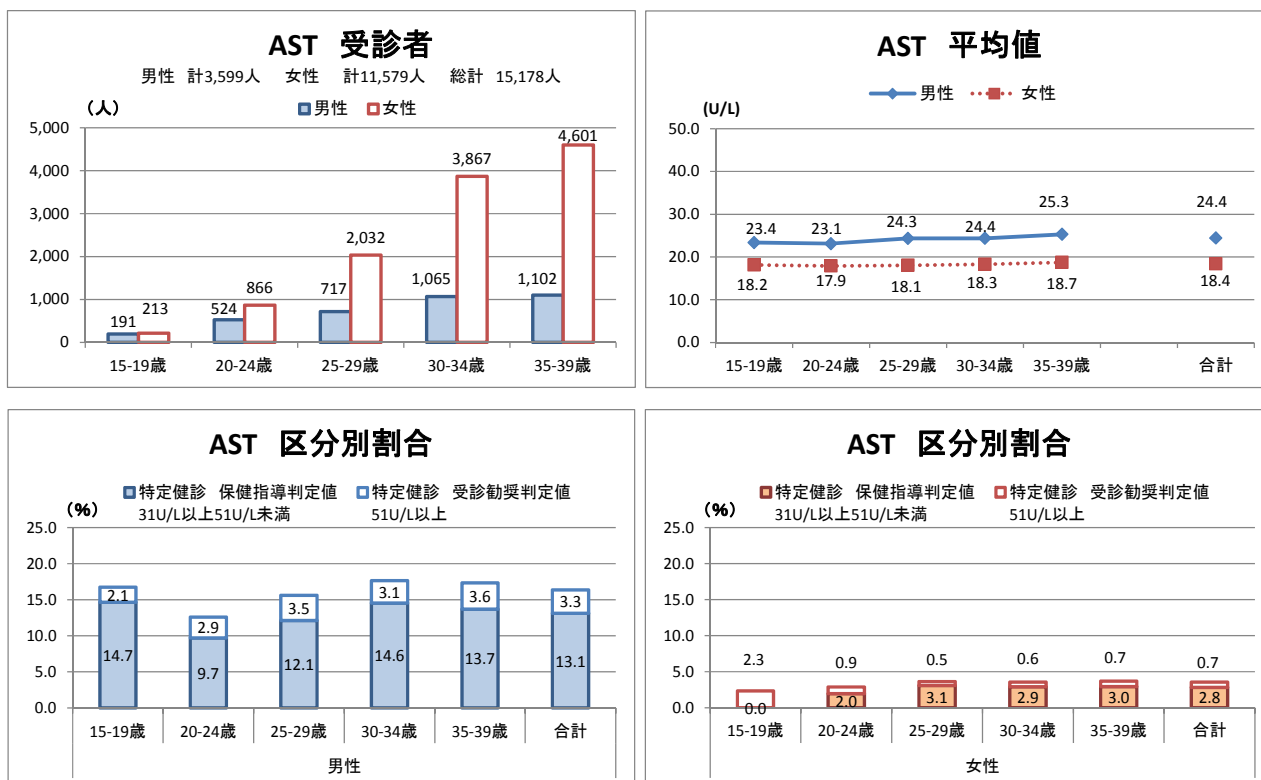 AST 受診者
男性 計3,599人 女性 計11,579人 総計 15,178人
男性 女性
(人)
5,000
4,000
3,000
2,000
1,000
0
191 213
524 866
717 2,032
1,065 3,867
1,102 4,601
15-19歳 20-24歳 25-29歳 30-34歳 35-39歳
AST 平均値
男性 女性
(U/L)
50.0
40.0
30.0
20.0
10.0
0.0
23.4 23.1 24.3 24.4 25.3 24.4
18.2 17.9 18.1 18.3 18.7 18.4
15-19歳 20-24歳 25-29歳 30-34歳 35-39歳 合計
AST 区分別割合
特定健診 保健指導判定値 特定健診 受診勧奨判定値
31U/L以上51U/L未満 51U/L以上
(%)
25.0
20.0
15.0
10.0
5.0
0.0
2.1 2.9 3.5 3.1 3.6 3.3
14.7 9.7 12.1 14.6 13.7 13.1
15-19歳 20-24歳 25-29歳 30-34歳 35-39歳 合計
男性
AST 区分別割合
特定健診 保健指導判定値 特定健診 受診勧奨判定値
31U/L以上51U/L未満 51U/L以上
(%)
25.0
20.0
15.0
10.0
5.0
0.0
2.3 0.9 0.5 0.6 0.7 0.7
0.0 2.0 3.1 2.9 3.0 2.8
15-19歳 20-24歳 25-29歳 30-34歳 35-39歳 合計
女性